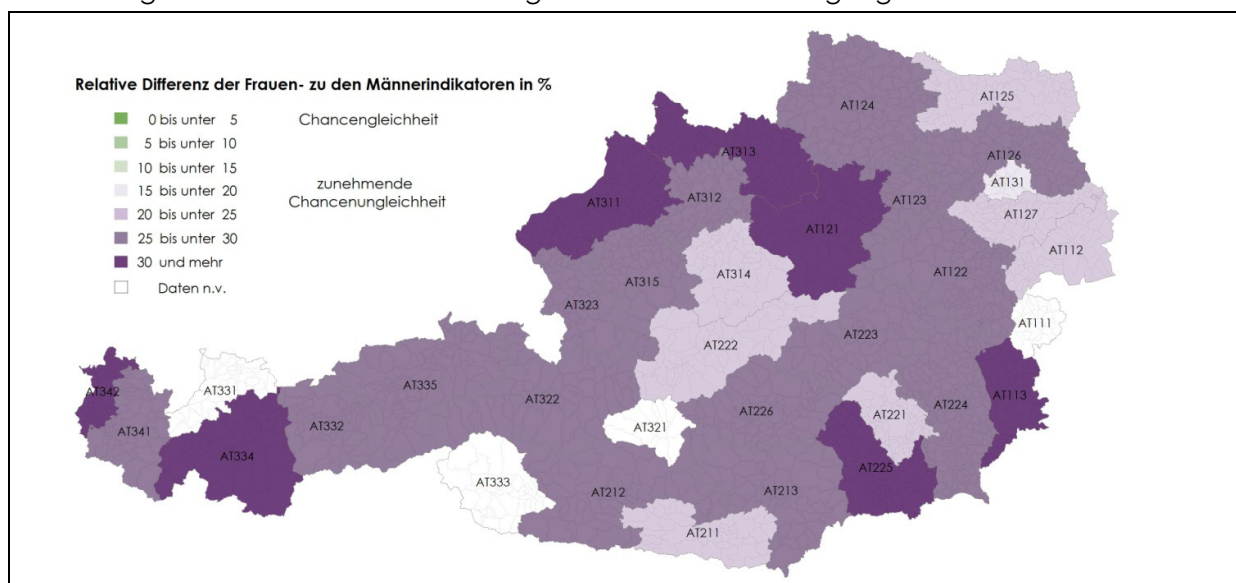 Relative Differenz der Frauen- zu den Männerindikatoren in %
0 bis unter 5 Chancengleichheit
5 bis unter 10
10 bis unter 15
15 bis unter 20 zunehmende
20 bis unter 25 Chancenungleichheit
25 bis unter 30
30 und mehr
Daten n.v.
AT124
AT125
AT313
AT126
AT131
AT311
AT312
AT123
AT127
AT121
AT112
AT314
AT122
AT315
AT323
AT111
AT223
AT222
AT331
AT335
AT342
AT322
AT226
AT221
AT224
AT113
AT332
AT321
AT341
AT334
AT225
AT333
AT212
AT213
AT211